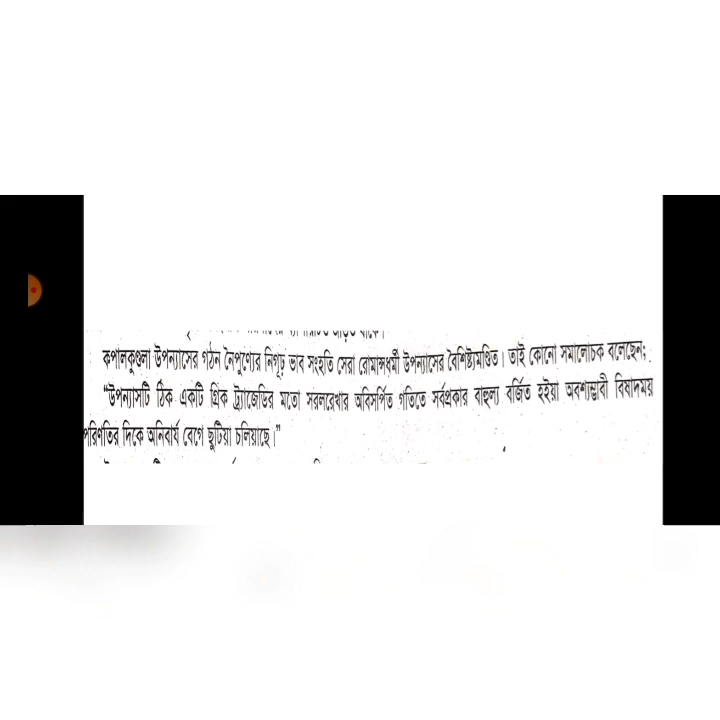 কপালকুণ্ডলা উপন্যাসের গঠন নৈপুণ্যের নিগূঢ় ভাব সংহতি সেরা রোমান্সধর্মী উপন্যাসের বৈশিষ্ট্যমণ্ডিত। তাই কোনো সমালোচক বলেছেন;
“উপন্যাসটি ঠিক একটি গ্রিক ট্র্যাজেডির মতো সরলরেখার অবিসর্পিত গতিতে সর্বপ্রকার বাহুল্য বর্জিত হইয়া অবশ্যম্ভাবী বিষাদময়
পরিণতির দিকে অনিবার্য বেগে ছুটিয়া চলিয়াছে।”